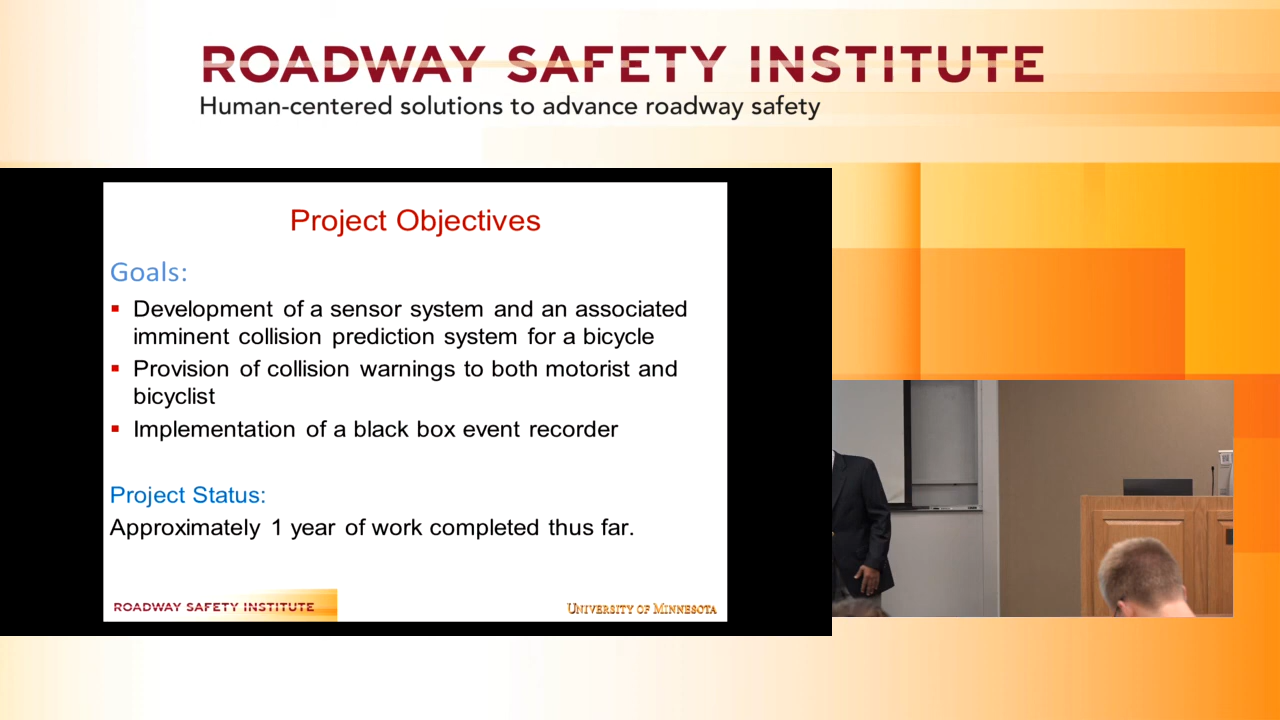 ROADWAY SAFETY INSTITUTE
Human-centered solutions to advance roadway safety
Project Objectives
Goals:
▪ Development of a sensor system and an associated
imminent collision prediction system for a bicycle
▪ Provision of collision warnings to both motorist and
bicyclist
▪ Implementation of a black box event recorder
Project Status:
Approximately 1 year of work completed thus far.
ROADWAY SAFETY INSTITUTE
UNIVERSITY OF MINNESOTA